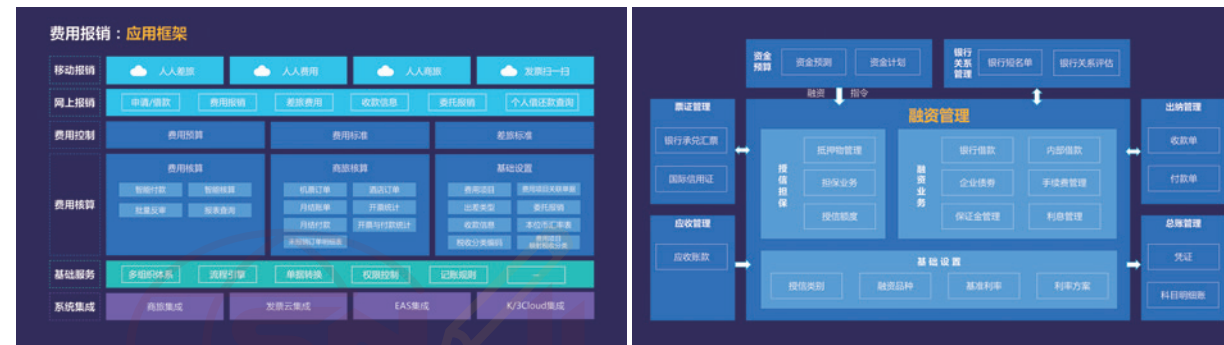 费用报销：应用框架
移动报销 人人差旅 人人费用 人人商旅 发票扫一扫
网上报销 申请/借款 费用报销 差旅费用 收款信息 委托报销 个人借还款查询
费用控制 费用预算 费用标准 差旅标准
费用核算
费用核算
智能付款 智能核算
批量反审 报表查询
商旅核算
机票订单 酒店订单
月结账单 开票统计
月结付款 开票与付款统计
未报销订单明细表
基础设置
费用项目 费用项目关联单据
出差类型 委托报销
收款信息 本位币汇率表
税收分类编码
基础服务 多组织体系 流程引擎 单据转换 权限控制 记账规则 ...
系统集成 商旅集成 发票云集成 EAS集成 K/3Cloud集成
资金预算
资金预测 资金计划
银行关系管理
银行短名单 银行关系评估
融资 指令
票证管理
银行承兑汇票
国际信用证
应收管理
应收账款
融资管理
授信担保
抵押物管理
担保业务
授信额度
融资业务
银行借款 内部借款
企业债券 手续费管理
保证金管理 利息管理
基础设置
授信类别 融资品种 基准利率 利率方案
出纳管理
收款单
付款单
总账管理
凭证
科目明细账